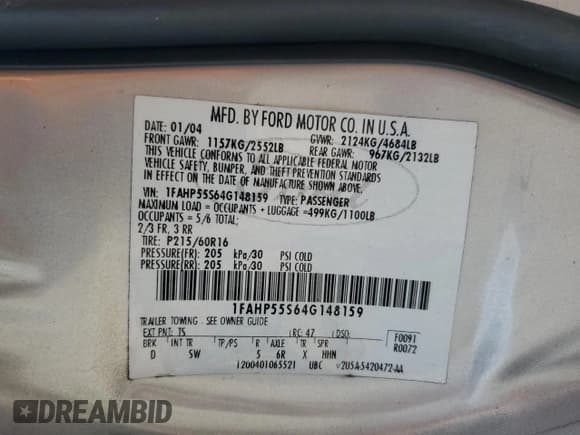 MFD. BY FORD MOTOR CO. IN U.S.A.
DATE: 01/04 GVWR: 2124KG/4684LB
FRONT GAWR: 1157KG/2552LB REAR GAWR: 967KG/2132LB
THIS VEHICLE CONFORMS TO ALL APPLICABLE FEDERAL MOTOR
VEHICLE SAFETY, BUMPER, AND THEFT PREVENTION STANDARDS
IN EFFECT ON THE DATE OF MANUFACTURE SHOWN ABOVE.
VIN: 1FAHP55S64G148159 TYPE: PASSENGER
MAXIMUM LOAD = OCCUPANTS + LUGGAGE =499KG/1100LB
OCCUPANTS = 5/6 TOTAL;
2/3 FR, 3 RR
TIRE: P215/60R16
PRESSURE(FR): 205 kPa/30 PSI COLD
PRESSURE(RR): 205 kPa/30 PSI COLD
1FAHP55S64G148159
TRAILER TOWING - SEE OWNER GUIDE
EXT PNT: TS RC: 47 DSO: F0091
BRK INT TR TP/PS R AXLE TR SPR R0072
D SW 5 6R X HHN
1200401065521 UBC v2U5A-5420472-AA
DREAMBID